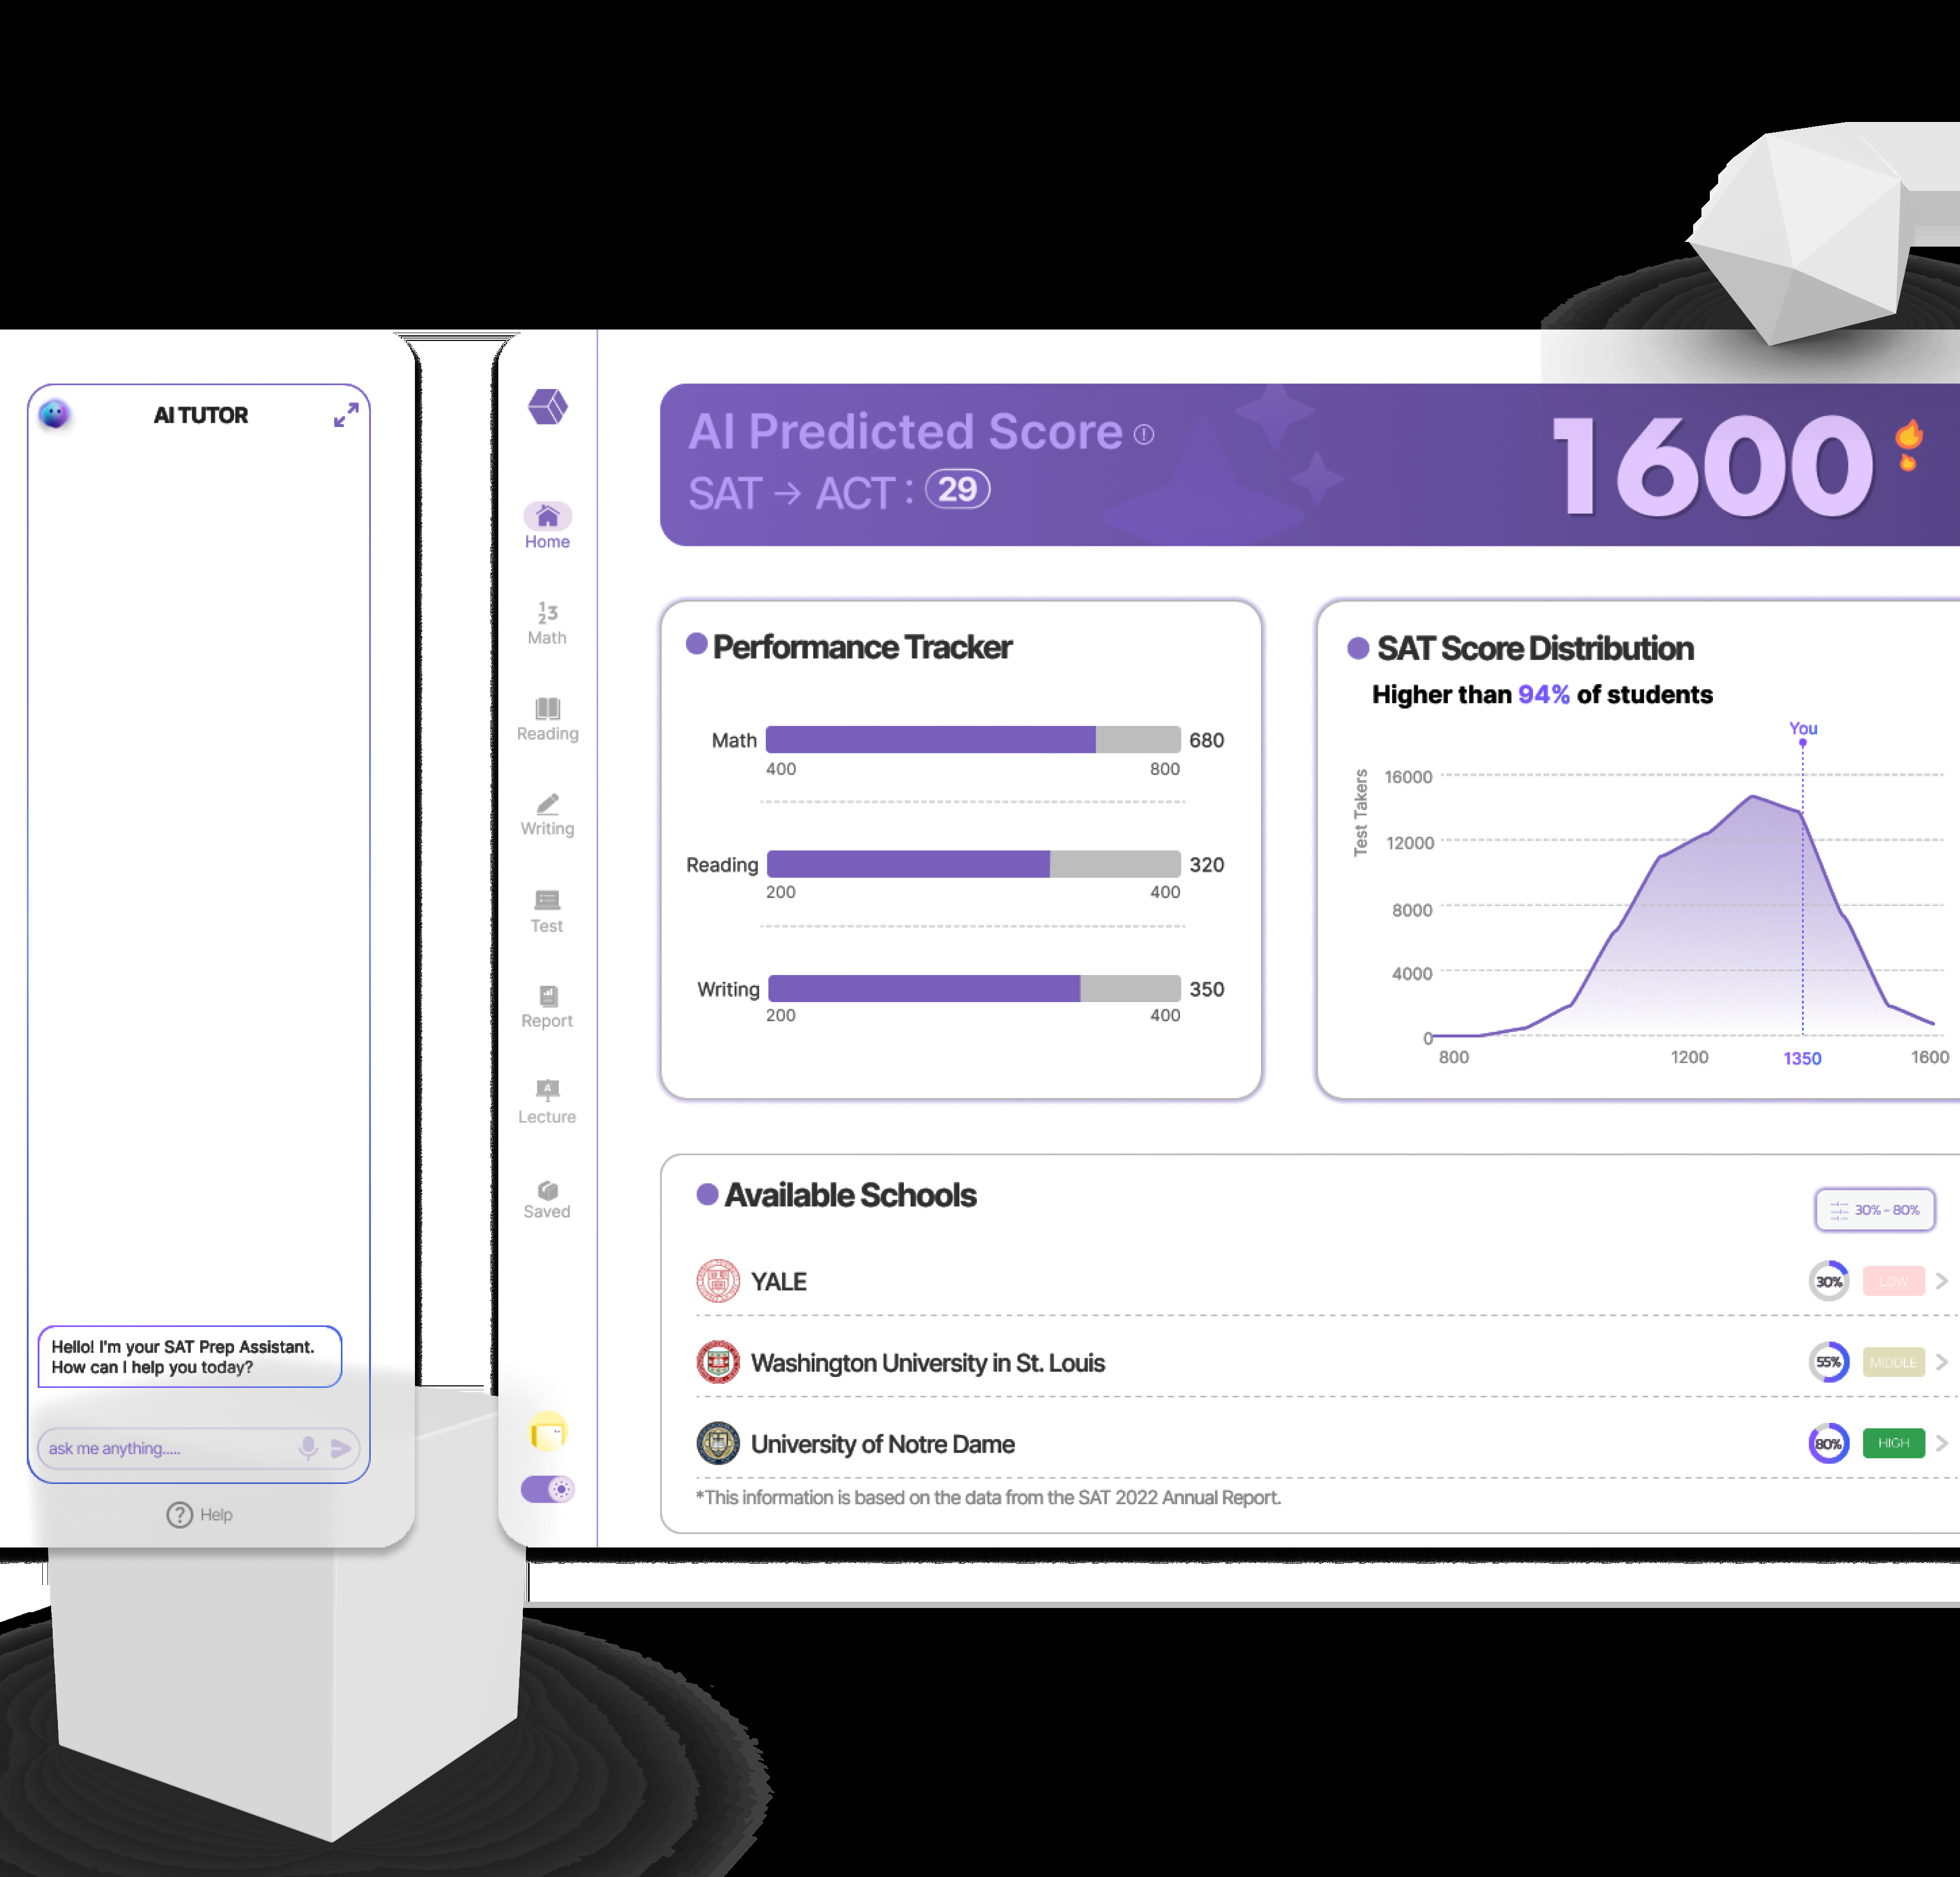 AI TUTOR
Hello! I'm your SAT Prep Assistant.
How can I help you today?
ask me anything.....
Help
Home
123
Math
Reading
Writing
Test
Report
A
Lecture
Saved
AI Predicted Score
SAT → ACT : 29
1600
Performance Tracker
Math 680
400 800
Reading 320
200 400
Writing 350
200 400
SAT Score Distribution
Higher than 94% of students
You
Test Takers
16000
12000
8000
4000
0
800 1200 1350 1600
Available Schools
30% - 80%
YALE 30% LOW
Washington University in St. Louis 55% MIDDLE
University of Notre Dame 80% HIGH
*This information is based on the data from the SAT 2022 Annual Report.